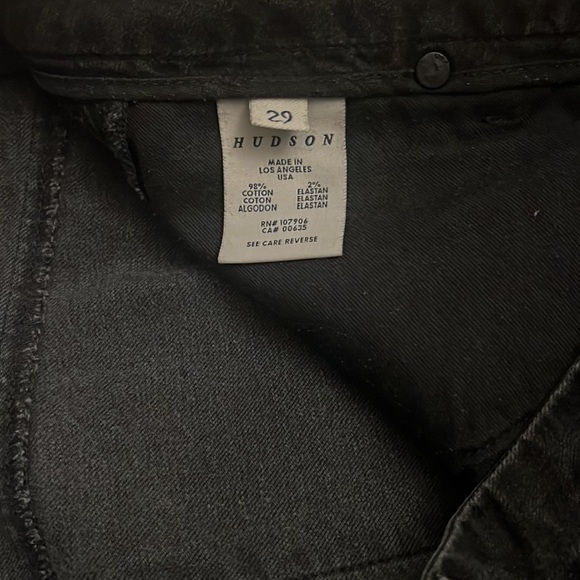 29
HUDSON
MADE IN
LOS ANGELES
USA
98% 2%
COTTON ELASTAN
COTON ELASTAN
ALGODON ELASTAN
RN# 107906
CA# 00635
SEE CARE REVERSE